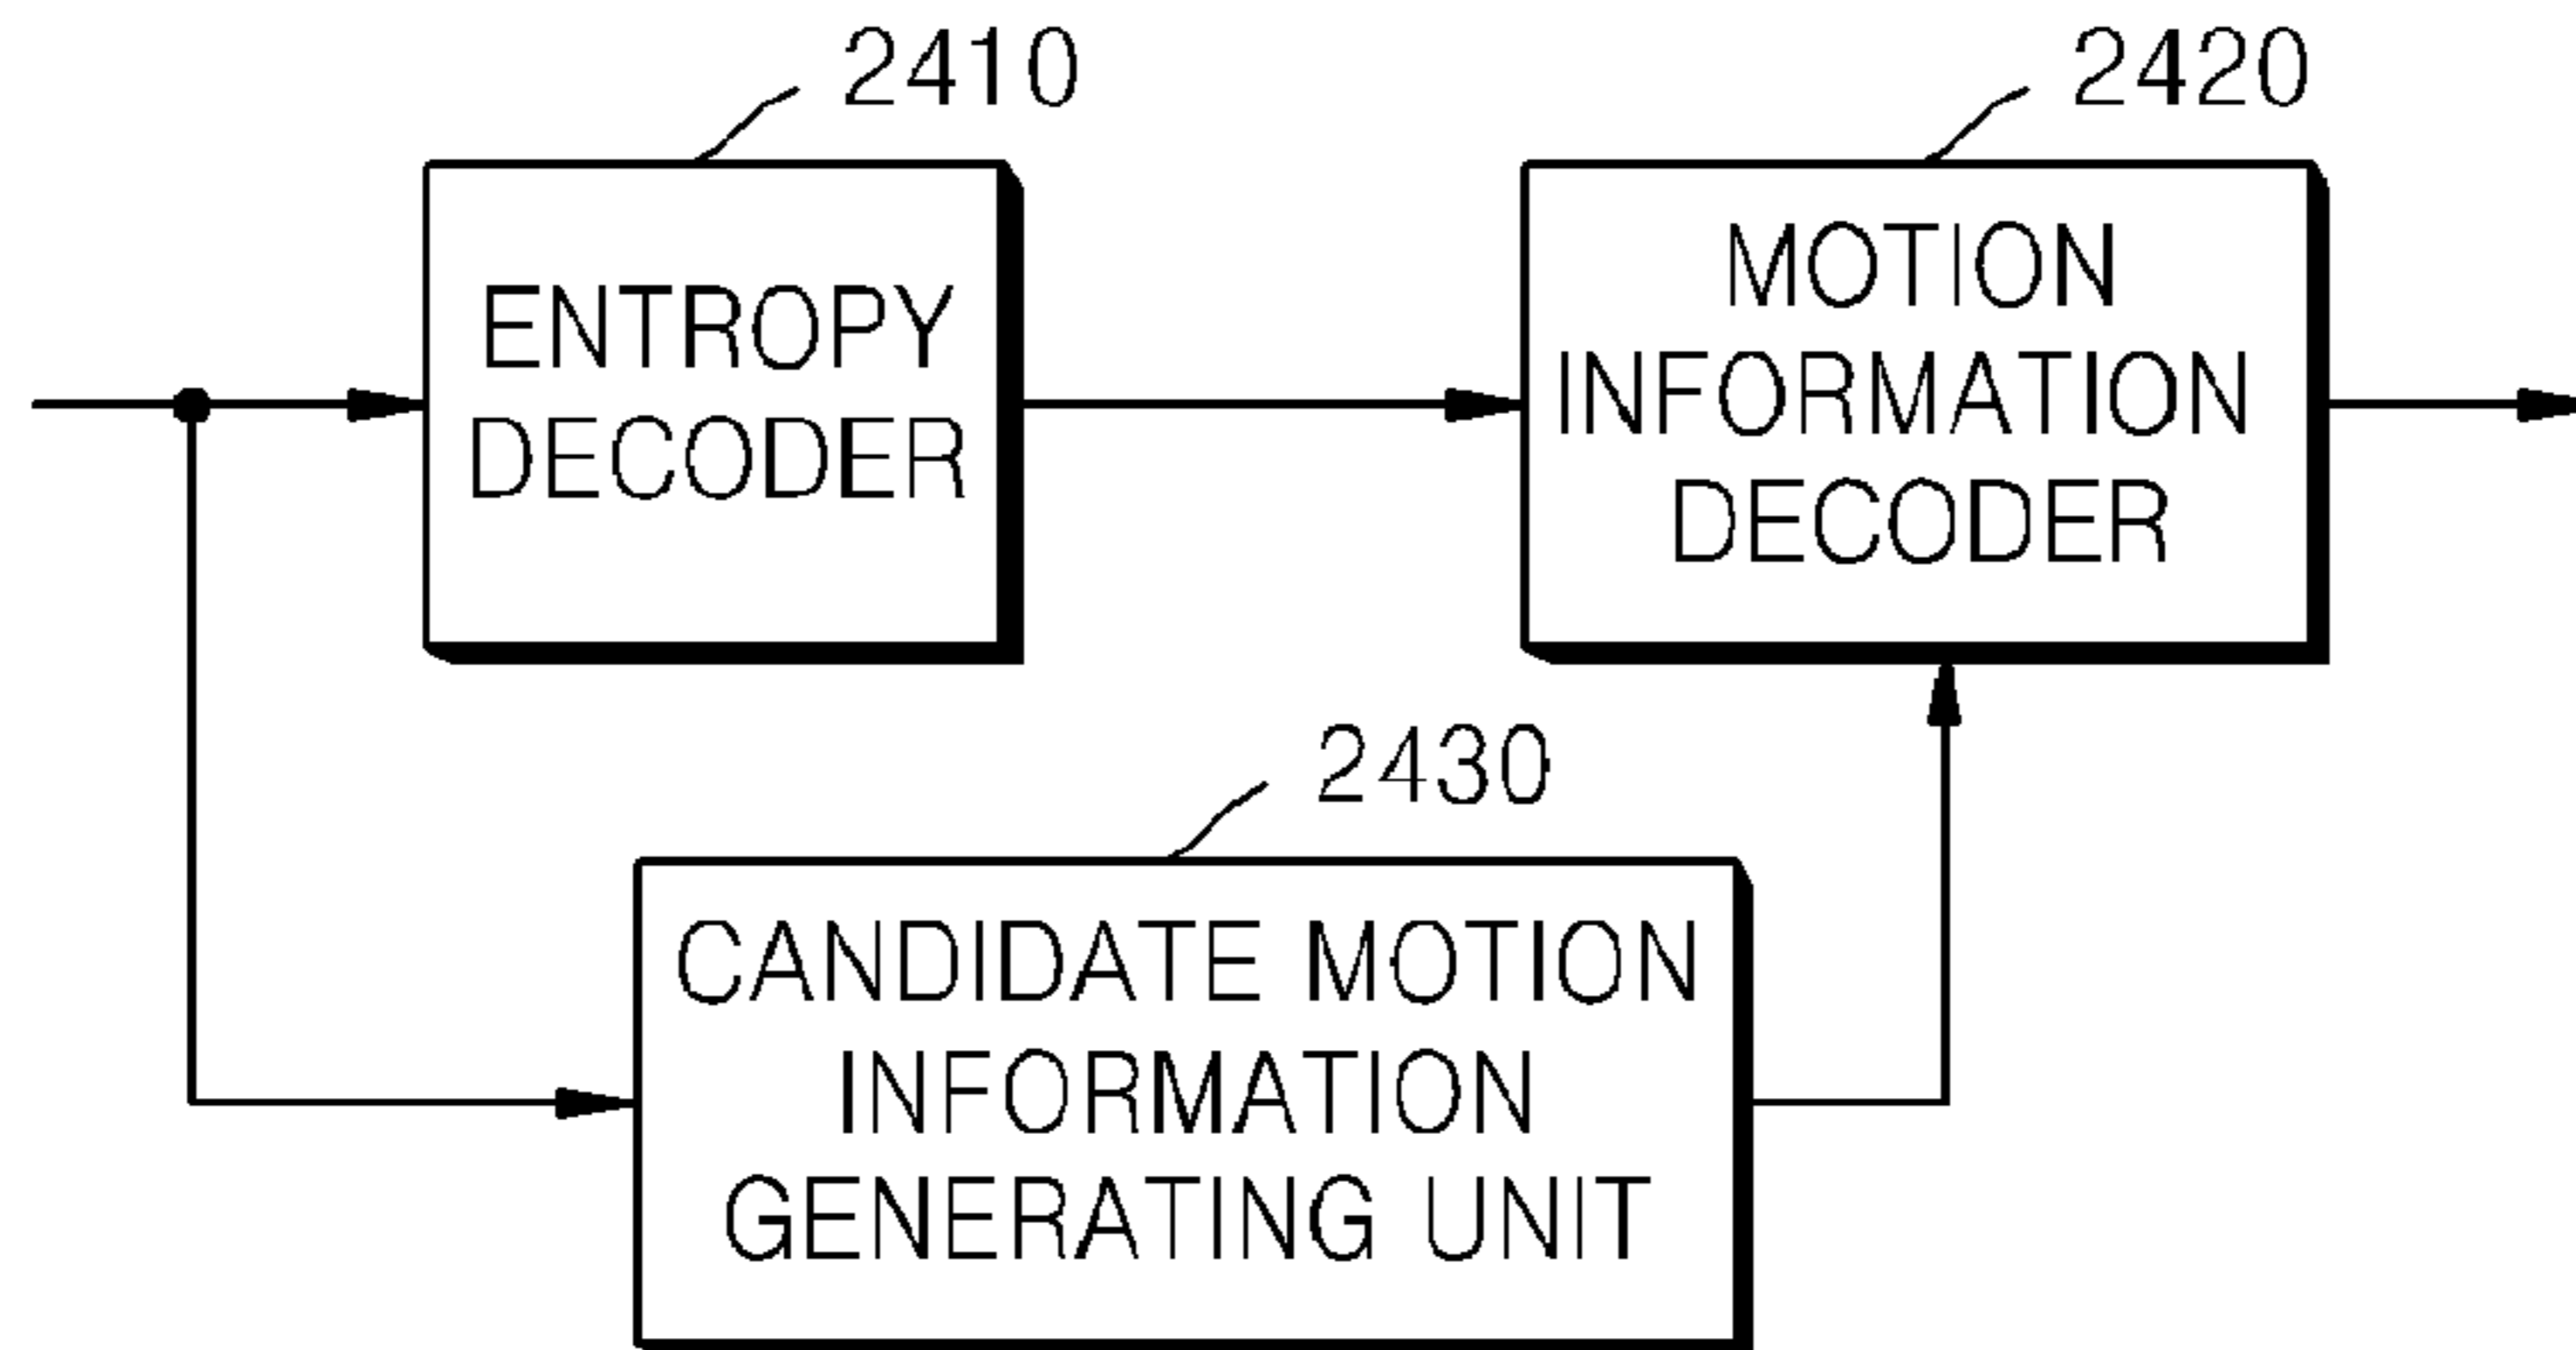 2410
2420
ENTROPY
DECODER
MOTION
INFORMATION
DECODER
2430
CANDIDATE MOTION
INFORMATION
GENERATING UNIT